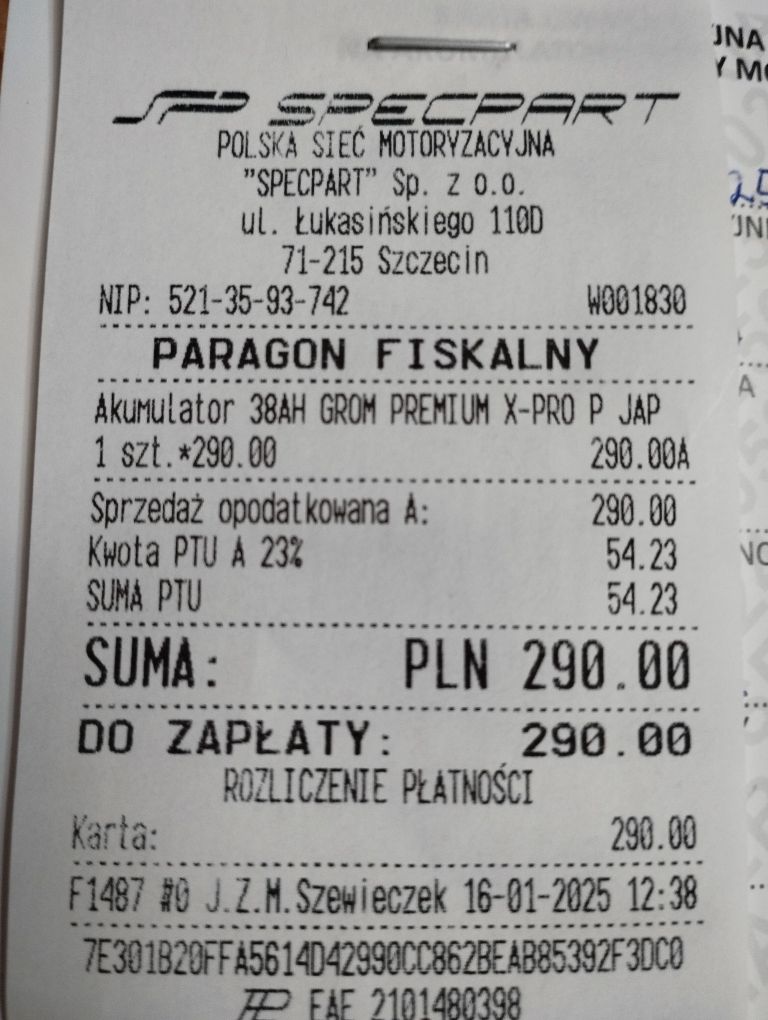 SP SPECPART
POLSKA SIEĆ MOTORYZACYJNA
"SPECPART" Sp. z o.o.
ul. Łukasińskiego 110D
71-215 Szczecin
NIP: 521-35-93-742 W001830
PARAGON FISKALNY
Akumulator 38AH GROM PREMIUM X-PRO P JAP
1 szt.*290.00 290.00A
Sprzedaż opodatkowana A: 290.00
Kwota PTU A 23% 54.23
SUMA PTU 54.23
SUMA: PLN 290.00
DO ZAPŁATY: 290.00
ROZLICZENIE PŁATNOŚCI
Karta: 290.00
F1487 #0 J.Z.M.Szewieczek 16-01-2025 12:38
7E301B20FFA5614D42990CC862BEAB85392F3DC0
EAE 2101480398